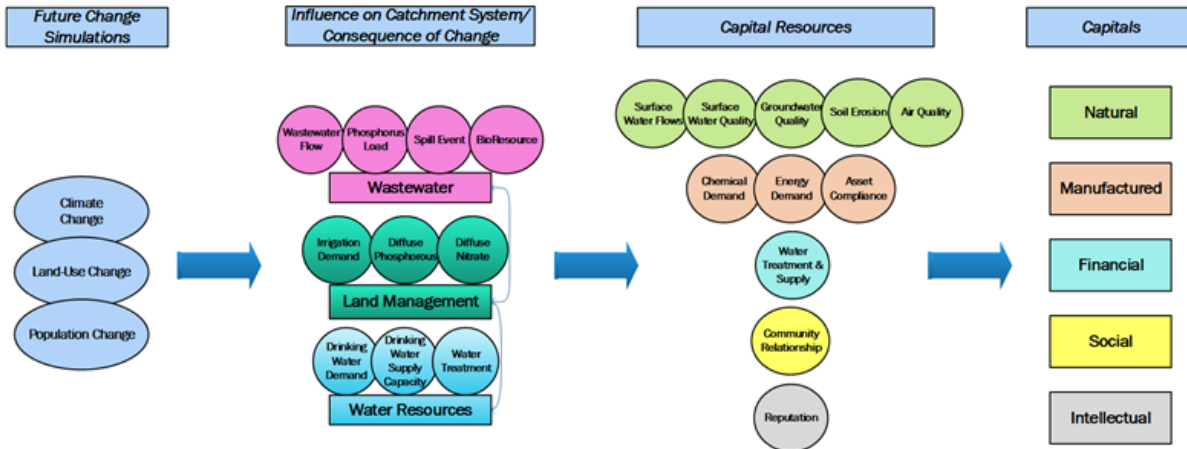 Future Change
Simulations
Influence on Catchment System/
Consequence of Change
Capital Resources
Capitals
Climate
Change
Land-Use Change
Population Change
Wastewater
Flow
Phosphorus
Load
Spill Event
BioResource
Wastewater
Irrigation
Demand
Diffuse
Phosphorous
Diffuse
Nitrate
Land Management
Drinking
Water
Demand
Drinking
Water
Supply
Capacity
Water
Treatment
Water Resources
Surface
Water Flows
Surface
Water Quality
Groundwater
Quality
Soil Erosion
Air Quality
Chemical
Demand
Energy
Demand
Asset
Compliance
Water
Treatment &
Supply
Community
Relationship
Reputation
Natural
Manufactured
Financial
Social
Intellectual